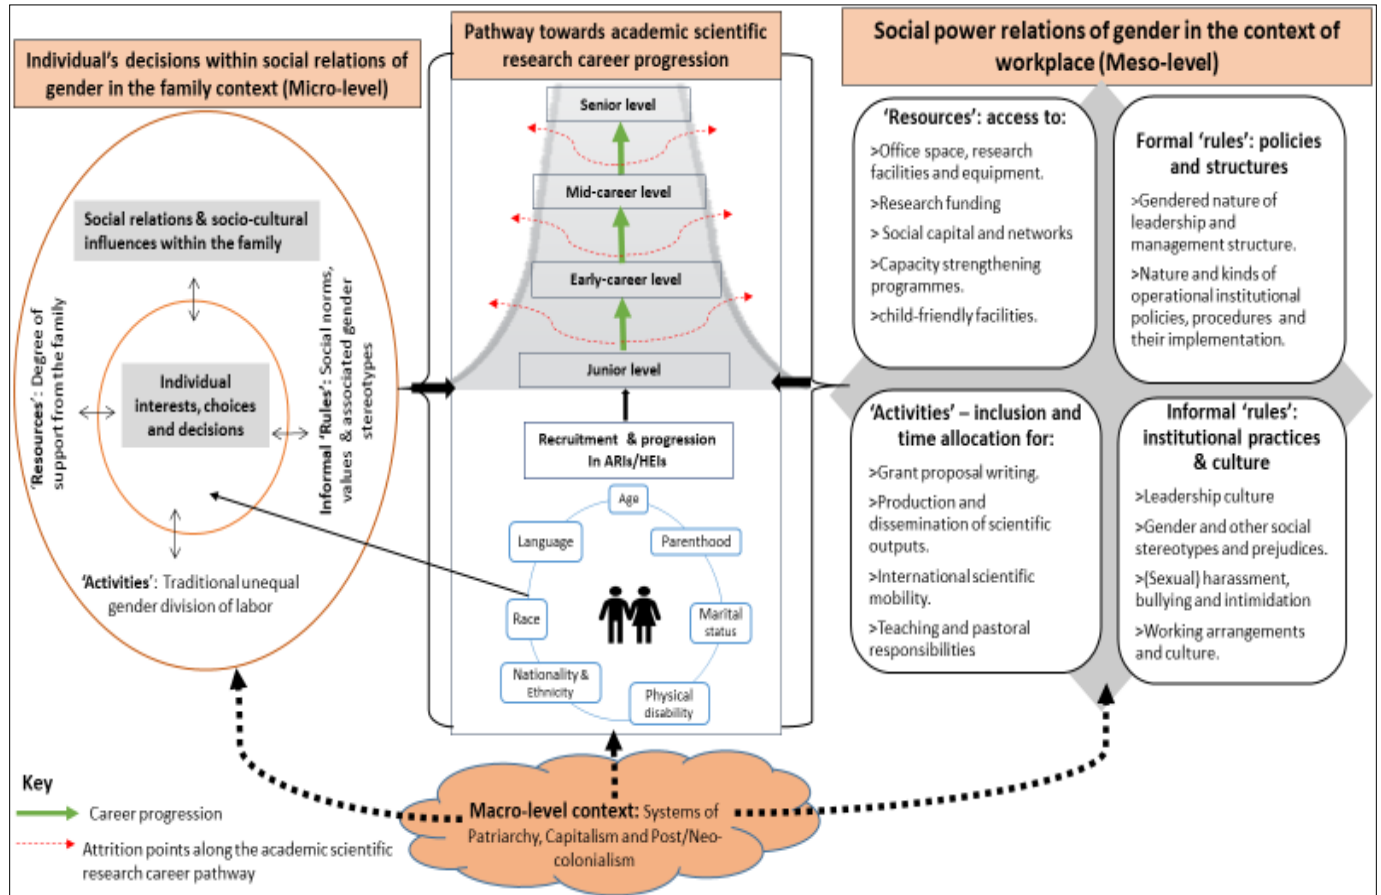 Individual's decisions within social relations of
gender in the family context (Micro-level)
Social relations & socio-cultural
influences within the family
'Resources': Degree of
support from the family
Individual
interests, choices
and decisions
Informal 'Rules': Social norms,
values & associated gender
stereotypes
'Activities': Traditional unequal
gender division of labor
Pathway towards academic scientific
research career progression
Senior level
Mid-career level
Early-career level
Junior level
Recruitment & progression
In ARIs/HEIs
Age
Language
Parenthood
Race
Marital
status
Nationality &
Ethnicity
Physical
disability
Social power relations of gender in the context of
workplace (Meso-level)
'Resources': access to:
>Office space, research
facilities and equipment.
>Research funding
> Social capital and networks
>Capacity strengthening
programmes.
>child-friendly facilities.
Formal 'rules': policies
and structures
>Gendered nature of
leadership and
management structure.
>Nature and kinds of
operational institutional
policies, procedures and
their implementation.
'Activities' – inclusion and
time allocation for:
>Grant proposal writing,
>Production and
dissemination of scientific
outputs.
>International scientific
mobility.
>Teaching and pastoral
responsibilities
Informal 'rules':
institutional practices
& culture
>Leadership culture
>Gender and other social
stereotypes and prejudices.
>(Sexual) harassment,
bullying and intimidation
>Working arrangements
and culture.
Macro-level context: Systems of
Patriarchy, Capitalism and Post/Neo-
colonialism
Key
Career progression
Attrition points along the academic scientific
research career pathway